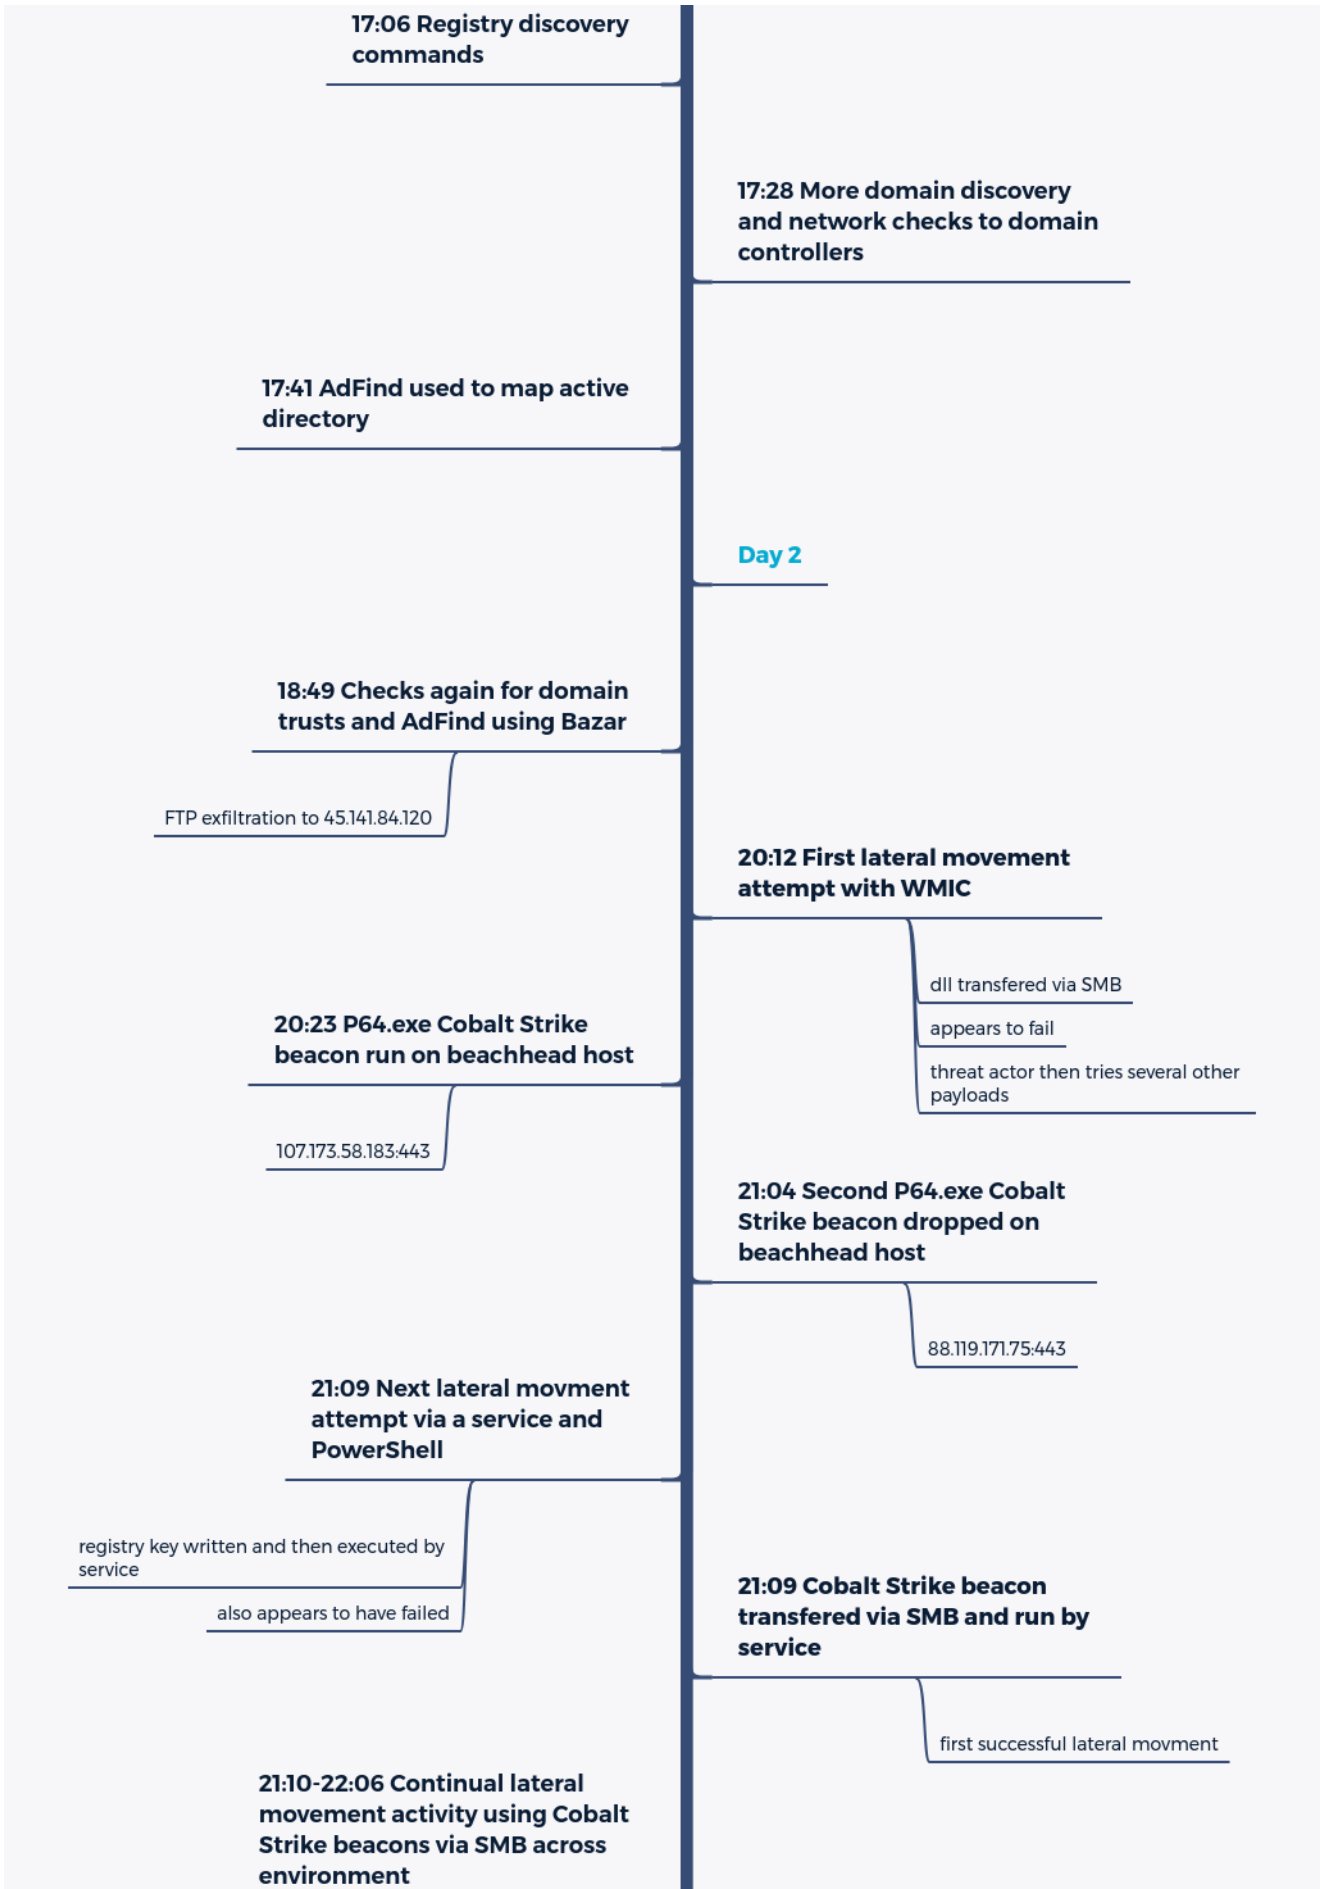 17:06 Registry discovery
commands
17:28 More domain discovery
and network checks to domain
controllers
17:41 AdFind used to map active
directory
Day 2
18:49 Checks again for domain
trusts and AdFind using Bazar
FTP exfiltration to 45.141.84.120
20:12 First lateral movement
attempt with WMIC
dll transfered via SMB
appears to fail
threat actor then tries several other
payloads
20:23 P64.exe Cobalt Strike
beacon run on beachhead host
107.173.58.183:443
21:04 Second P64.exe Cobalt
Strike beacon dropped on
beachhead host
88.119.171.75:443
21:09 Next lateral movment
attempt via a service and
PowerShell
registry key written and then executed by
service
also appears to have failed
21:09 Cobalt Strike beacon
transfered via SMB and run by
service
first successful lateral movment
21:10-22:06 Continual lateral
movement activity using Cobalt
Strike beacons via SMB across
environment